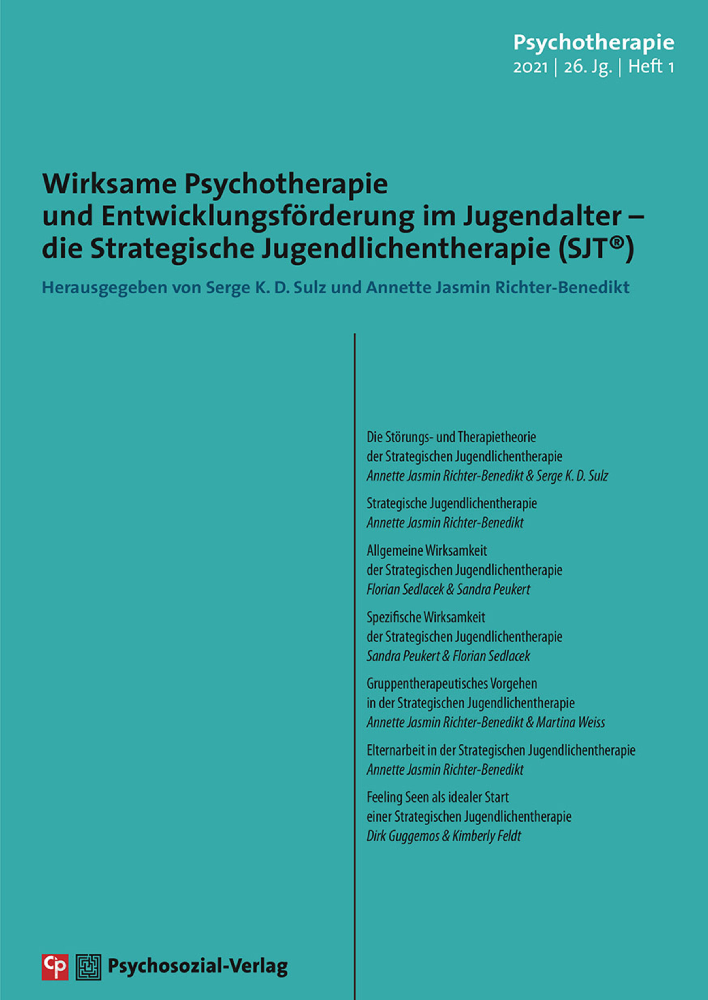 Psychotherapie
2021 | 26. Jg. | Heft 1
Wirksame Psychotherapie
und Entwicklungsförderung im Jugendalter –
die Strategische Jugendlichentherapie (SJT®)
Herausgegeben von Serge K. D. Sulz und Annette Jasmin Richter-Benedikt
Die Störungs- und Therapietheorie
der Strategischen Jugendlichentherapie
Annette Jasmin Richter-Benedikt & Serge K. D. Sulz
Strategische Jugendlichentherapie
Annette Jasmin Richter-Benedikt
Allgemeine Wirksamkeit
der Strategischen Jugendlichentherapie
Florian Sedlacek & Sandra Peukert
Spezifische Wirksamkeit
der Strategischen Jugendlichentherapie
Sandra Peukert & Florian Sedlacek
Gruppentherapeutisches Vorgehen
in der Strategischen Jugendlichentherapie
Annette Jasmin Richter-Benedikt & Martina Weiss
Elternarbeit in der Strategischen Jugendlichentherapie
Annette Jasmin Richter-Benedikt
Feeling Seen als idealer Start
einer Strategischen Jugendlichentherapie
Dirk Guggemos & Kimberly Feldt
Cip Psychosozial-Verlag